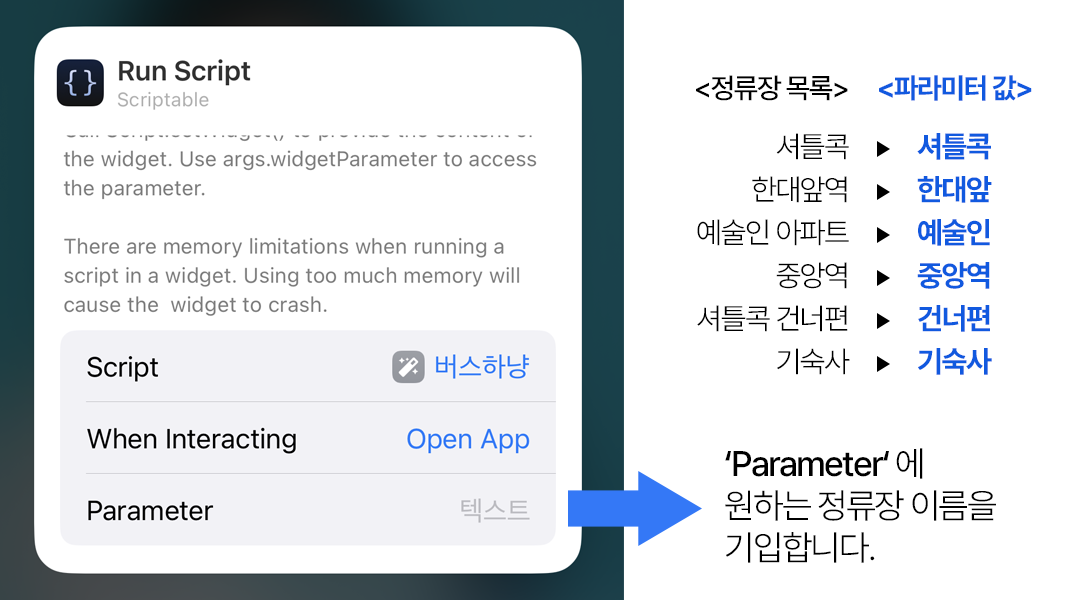 Run Script
Scriptable
the widget. Use args.widgetParameter to access
the parameter.
There are memory limitations when running a
script in a widget. Using too much memory will
cause the widget to crash.
Script 버스하냥
When Interacting Open App
Parameter 텍스트
<정류장 목록> <파라미터 값>
셔틀콕 ▶ 셔틀콕
한대앞역 ▶ 한대앞
예술인 아파트 ▶ 예술인
중앙역 ▶ 중앙역
셔틀콕 건너편 ▶ 건너편
기숙사 ▶ 기숙사
‘Parameter‘ 에
원하는 정류장 이름을
기입합니다.